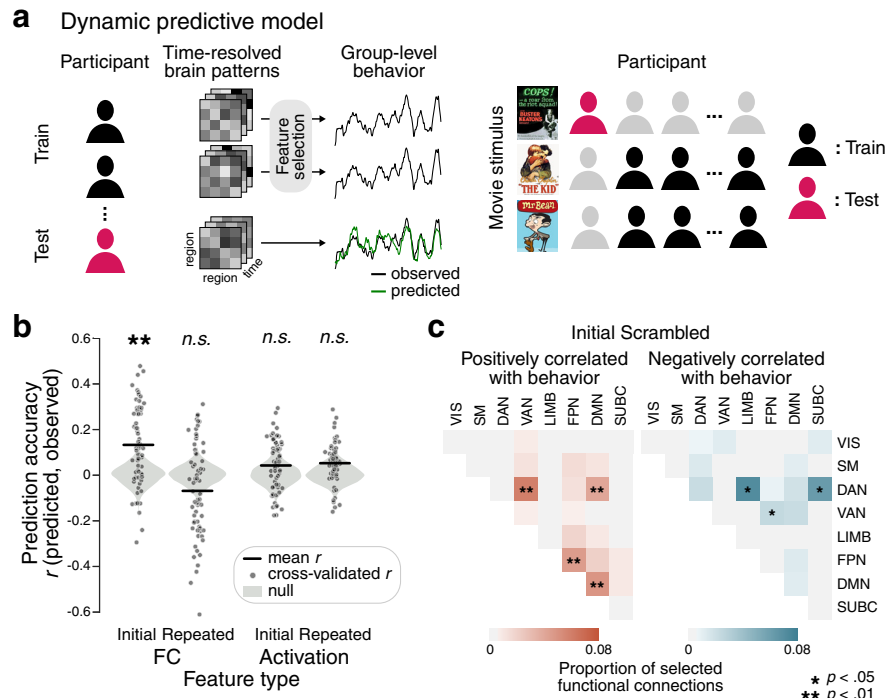 a Dynamic predictive model
Participant
Time-resolved
brain patterns
Group-level
behavior
Train
Test
...
Feature
selection
region
region
time
observed
predicted
Participant
Movie stimulus
COPS!
BUSTER
KEATON
"THE KID"
Mr Bean
...
...
...
: Train
: Test
b
Prediction accuracy
r (predicted, observed)
0.6
0.4
0.2
0
-0.2
-0.4
-0.6
** n.s. n.s. n.s.
mean r
cross-validated r
null
Initial Repeated Initial Repeated
FC Activation
Feature type
c
Initial Scrambled
Positively correlated
with behavior
Negatively correlated
with behavior
VIS SM DAN VAN LIMB FPN DMN SUBC
VIS SM DAN VAN LIMB FPN DMN SUBC
VIS
SM
** ** * * DAN
* VAN
LIMB
** FPN
** DMN
SUBC
0 0.08 0 0.08
Proportion of selected
functional connections
* p < .05
** p < .01